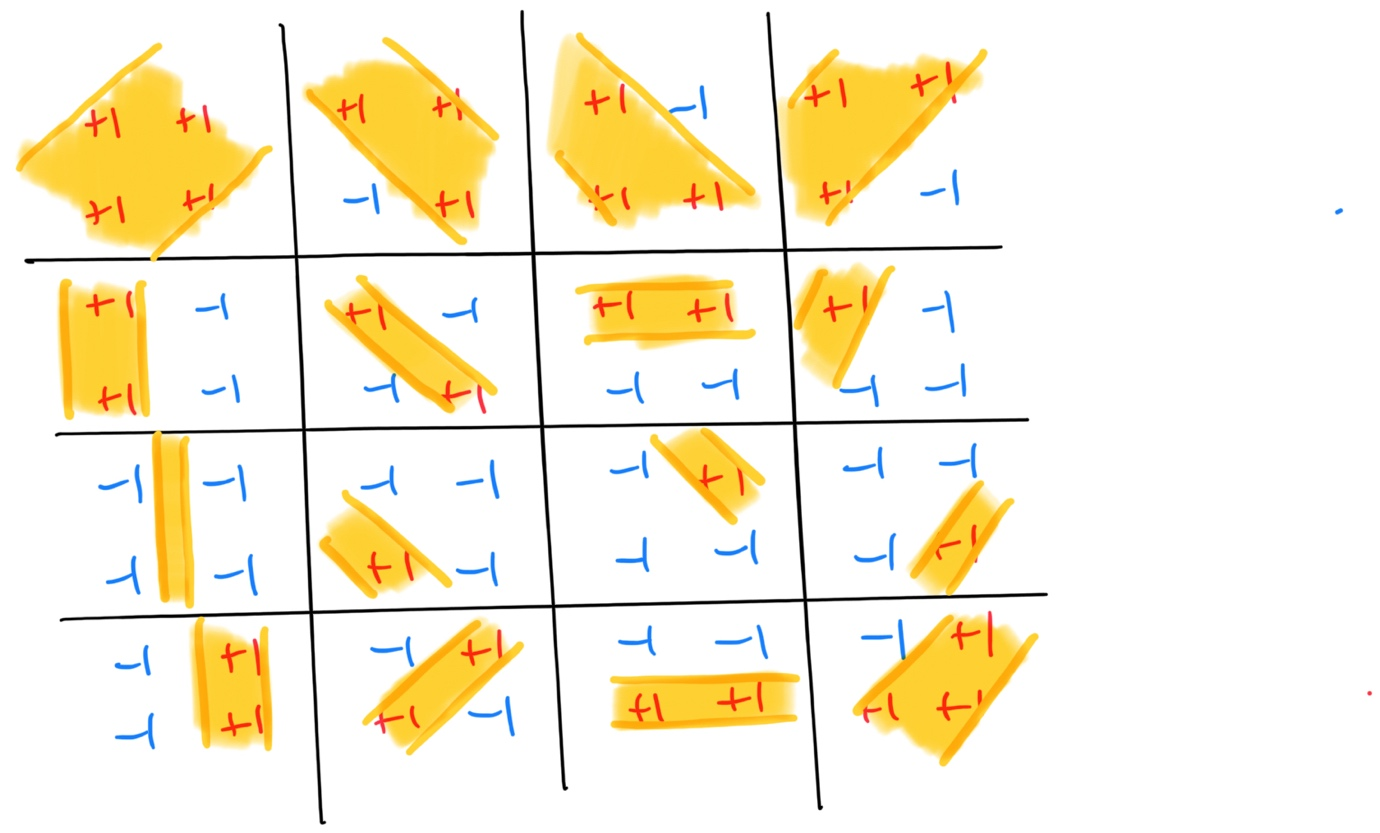 +1 +1 +1 +1 +1 -1 +1 +1
+1 +1 -1 +1 +1 +1 +1 -1
+1 -1 +1 -1 +1 +1 +1 -1
+1 -1 -1 +1 -1 -1 -1 -1
-1 -1 -1 -1 -1 +1 -1 -1
-1 -1 +1 -1 -1 -1 -1 +1
-1 +1 -1 +1 -1 -1 -1 +1
-1 +1 +1 -1 +1 +1 +1 +1